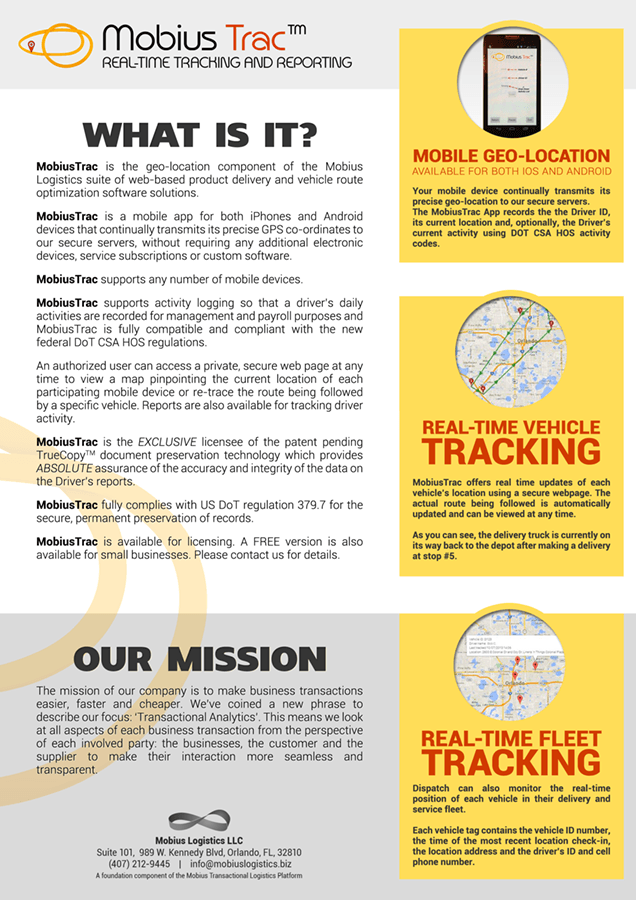 Mobius Trac™
REAL-TIME TRACKING AND REPORTING
WHAT IS IT?
MobiusTrac is the geo-location component of the Mobius
Logistics suite of web-based product delivery and vehicle route
optimization software solutions.
MobiusTrac is a mobile app for both iPhones and Android
devices that continually transmits its precise GPS co-ordinates to
our secure servers, without requiring any additional electronic
devices, service subscriptions or custom software.
MobiusTrac supports any number of mobile devices.
MobiusTrac supports activity logging so that a driver's daily
activities are recorded for management and payroll purposes and
MobiusTrac is fully compatible and compliant with the new
federal DoT CSA HOS regulations.
An authorized user can access a private, secure web page at any
time to view a map pinpointing the current location of each
participating mobile device or re-trace the route being followed
by a specific vehicle. Reports are also available for tracking driver
activity.
MobiusTrac is the EXCLUSIVE licensee of the patent pending
TrueCopy™ document preservation technology which provides
ABSOLUTE assurance of the accuracy and integrity of the data on
the Driver's reports.
MobiusTrac fully complies with US DoT regulation 379.7 for the
secure, permanent preservation of records.
MobiusTrac is available for licensing. A FREE version is also
available for small businesses. Please contact us for details.
OUR MISSION
The mission of our company is to make business transactions
easier, faster and cheaper. We've coined a new phrase to
describe our focus: 'Transactional Analytics'. This means we look
at all aspects of each business transaction from the perspective
of each involved party: the businesses, the customer and the
supplier to make their interaction more seamless and
transparent.
Mobius Logistics LLC
Suite 101, 989 W. Kennedy Blvd, Orlando, FL, 32810
(407) 212-9445 | info@mobiuslogistics.biz
A foundation component of the Mobius Transactional Logistics Platform
Mobius Trac
MOBILE GEO-LOCATION
AVAILABLE FOR BOTH IOS AND ANDROID
Your mobile device continually transmits its
precise geo-location to our secure servers.
The MobiusTrac App records the the Driver ID,
its current location and, optionally, the Driver's
current activity using DOT CSA HOS activity
codes.
Orlando
REAL-TIME VEHICLE
TRACKING
MobiusTrac offers real time updates of each
vehicle's location using a secure webpage. The
actual route being followed is automatically
updated and can be viewed at any time.
As you can see, the delivery truck is currently on
its way back to the depot after making a delivery
at stop #5.
Orlando
REAL-TIME FLEET
TRACKING
Dispatch can also monitor the real-time
position of each vehicle in their delivery and
service fleet.
Each vehicle tag contains the vehicle ID number,
the time of the most recent location check-in,
the location address and the driver's ID and cell
phone number.